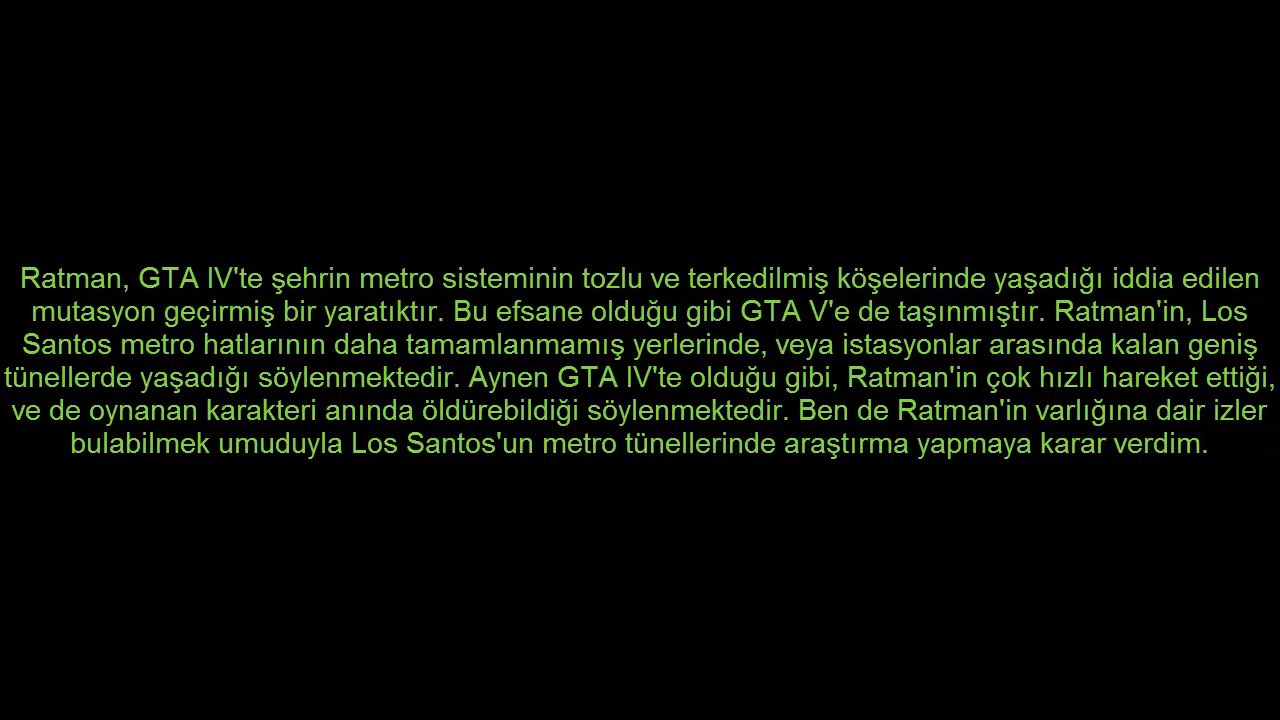 Ratman, GTA IV'te şehrin metro sisteminin tozlu ve terkedilmiş köşelerinde yaşadığı iddia edilen
mutasyon geçirmiş bir yaratıktır. Bu efsane olduğu gibi GTA V'e de taşınmıştır. Ratman'in, Los
Santos metro hatlarının daha tamamlanmamış yerlerinde, veya istasyonlar arasında kalan geniş
tünellerde yaşadığı söylenmektedir. Aynen GTA IV'te olduğu gibi, Ratman'in çok hızlı hareket ettiği,
ve de oynanan karakteri anında öldürebildiği söylenmektedir. Ben de Ratman'in varlığına dair izler
bulabilmek umuduyla Los Santos'un metro tünellerinde araştırma yapmaya karar verdim.